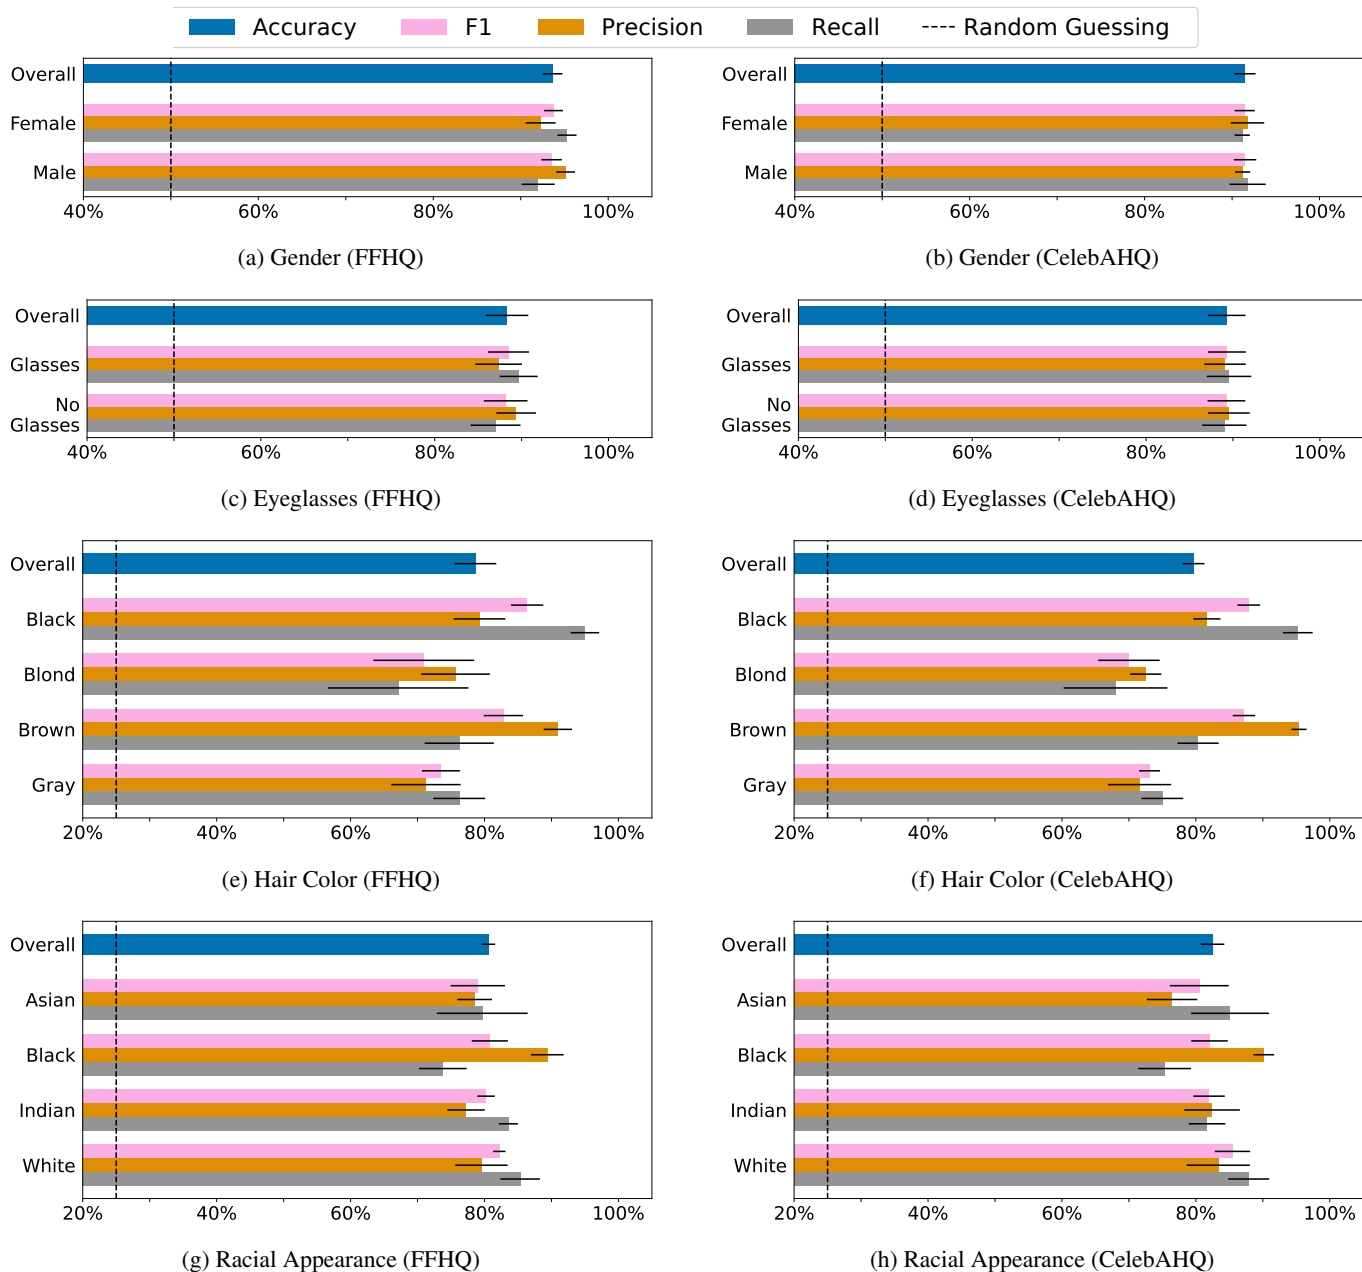 Accuracy F1 Precision Recall Random Guessing
Overall
Female
Male
40% 60% 80% 100%
(a) Gender (FFHQ)
Overall
Female
Male
40% 60% 80% 100%
(b) Gender (CelebAHQ)
Overall
Glasses
No
Glasses
40% 60% 80% 100%
(c) Eyeglasses (FFHQ)
Overall
Glasses
No
Glasses
40% 60% 80% 100%
(d) Eyeglasses (CelebAHQ)
Overall
Black
Blond
Brown
Gray
20% 40% 60% 80% 100%
(e) Hair Color (FFHQ)
Overall
Black
Blond
Brown
Gray
20% 40% 60% 80% 100%
(f) Hair Color (CelebAHQ)
Overall
Asian
Black
Indian
White
20% 40% 60% 80% 100%
(g) Racial Appearance (FFHQ)
Overall
Asian
Black
Indian
White
20% 40% 60% 80% 100%
(h) Racial Appearance (CelebAHQ)